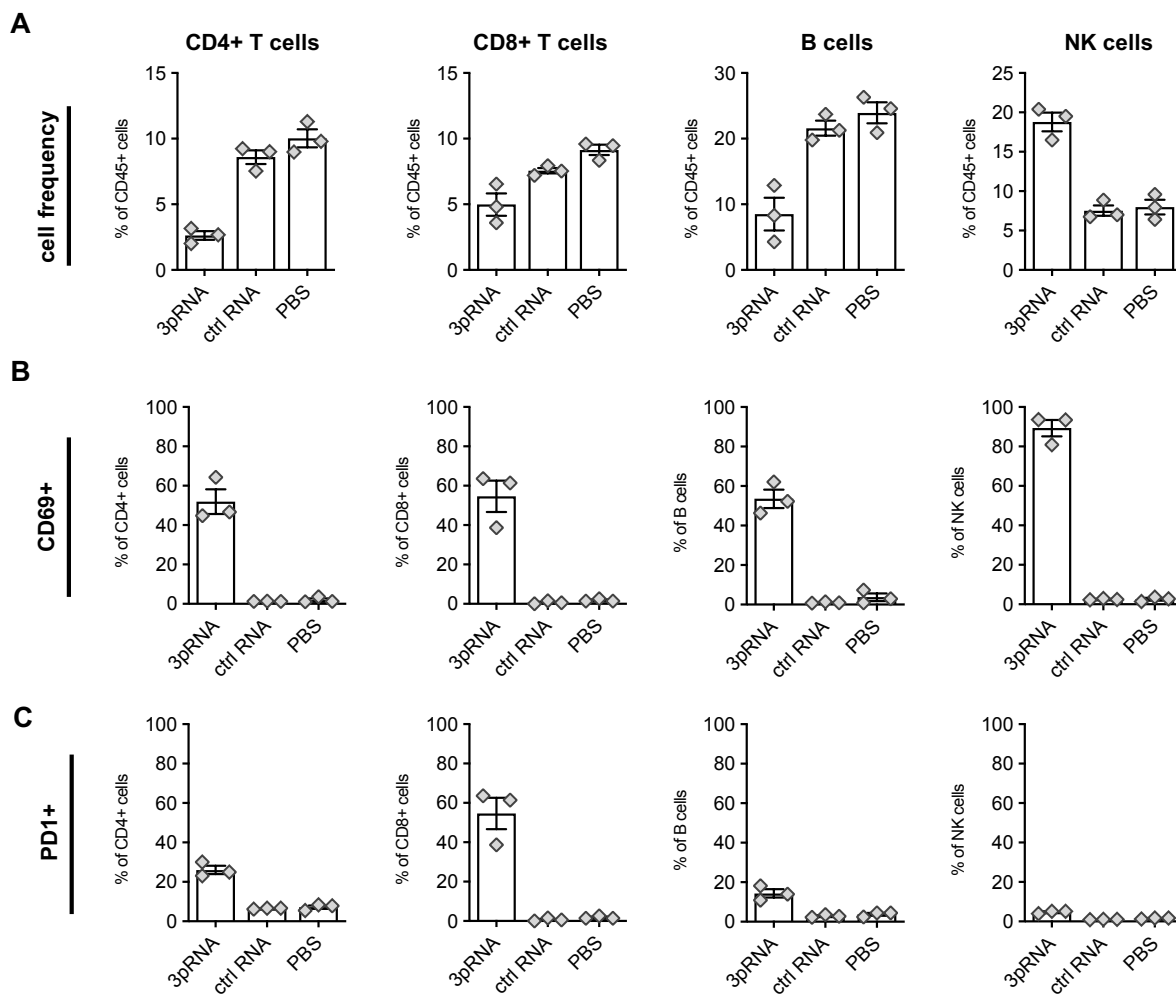 A
CD4+ T cells
CD8+ T cells
B cells
NK cells
cell frequency
% of CD45+ cells
15
10
5
0
3pRNA
ctrl RNA
PBS
% of CD45+ cells
15
10
5
0
3pRNA
ctrl RNA
PBS
% of CD45+ cells
30
20
10
0
3pRNA
ctrl RNA
PBS
% of CD45+ cells
25
20
15
10
5
0
3pRNA
ctrl RNA
PBS
B
CD69+
% of CD4+ cells
100
80
60
40
20
0
3pRNA
ctrl RNA
PBS
% of CD8+ cells
100
80
60
40
20
0
3pRNA
ctrl RNA
PBS
% of B cells
100
80
60
40
20
0
3pRNA
ctrl RNA
PBS
% of NK cells
100
80
60
40
20
0
3pRNA
ctrl RNA
PBS
C
PD1+
% of CD4+ cells
100
80
60
40
20
0
3pRNA
ctrl RNA
PBS
% of CD8+ cells
100
80
60
40
20
0
3pRNA
ctrl RNA
PBS
% of B cells
100
80
60
40
20
0
3pRNA
ctrl RNA
PBS
% of NK cells
100
80
60
40
20
0
3pRNA
ctrl RNA
PBS